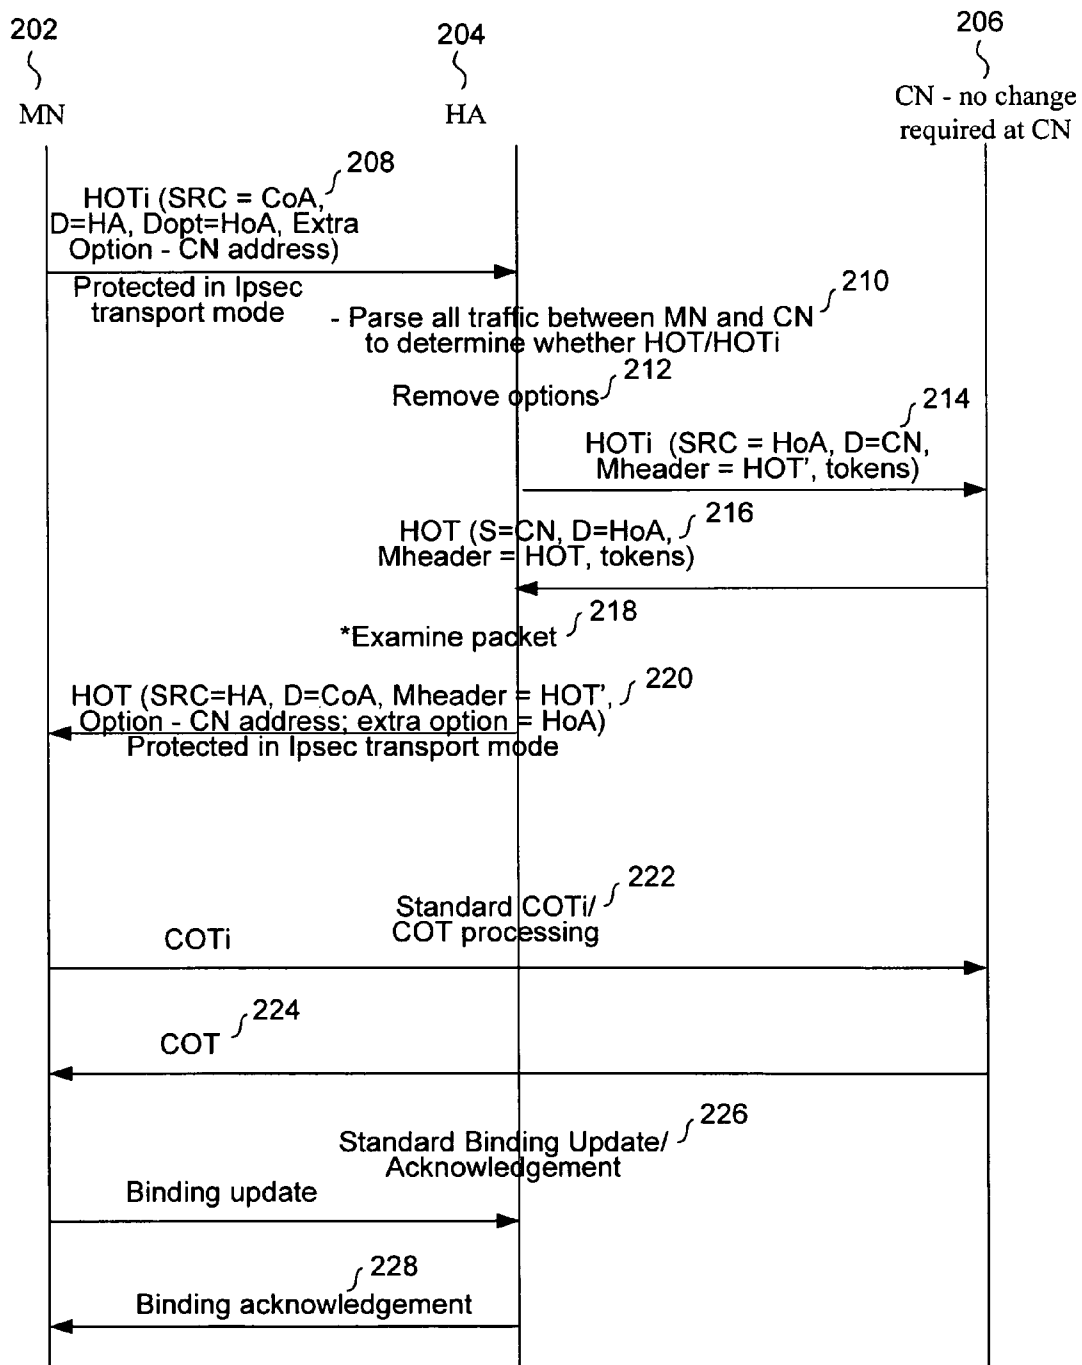 202
204
206
MN
HA
CN - no change
required at CN
208
HOTi (SRC = CoA,
D=HA, Dopt=HoA, Extra
Option - CN address)
Protected in Ipsec
transport mode
210
- Parse all traffic between MN and CN
to determine whether HOT/HOTi
212
Remove options
214
HOTi (SRC = HoA, D=CN,
Mheader = HOT', tokens)
216
HOT (S=CN, D=HoA,
Mheader = HOT, tokens)
218
*Examine packet
220
HOT (SRC=HA, D=CoA, Mheader = HOT',
Option - CN address; extra option = HoA)
Protected in Ipsec transport mode
222
Standard COTi/
COT processing
COTi
224
COT
226
Standard Binding Update/
Acknowledgement
Binding update
228
Binding acknowledgement